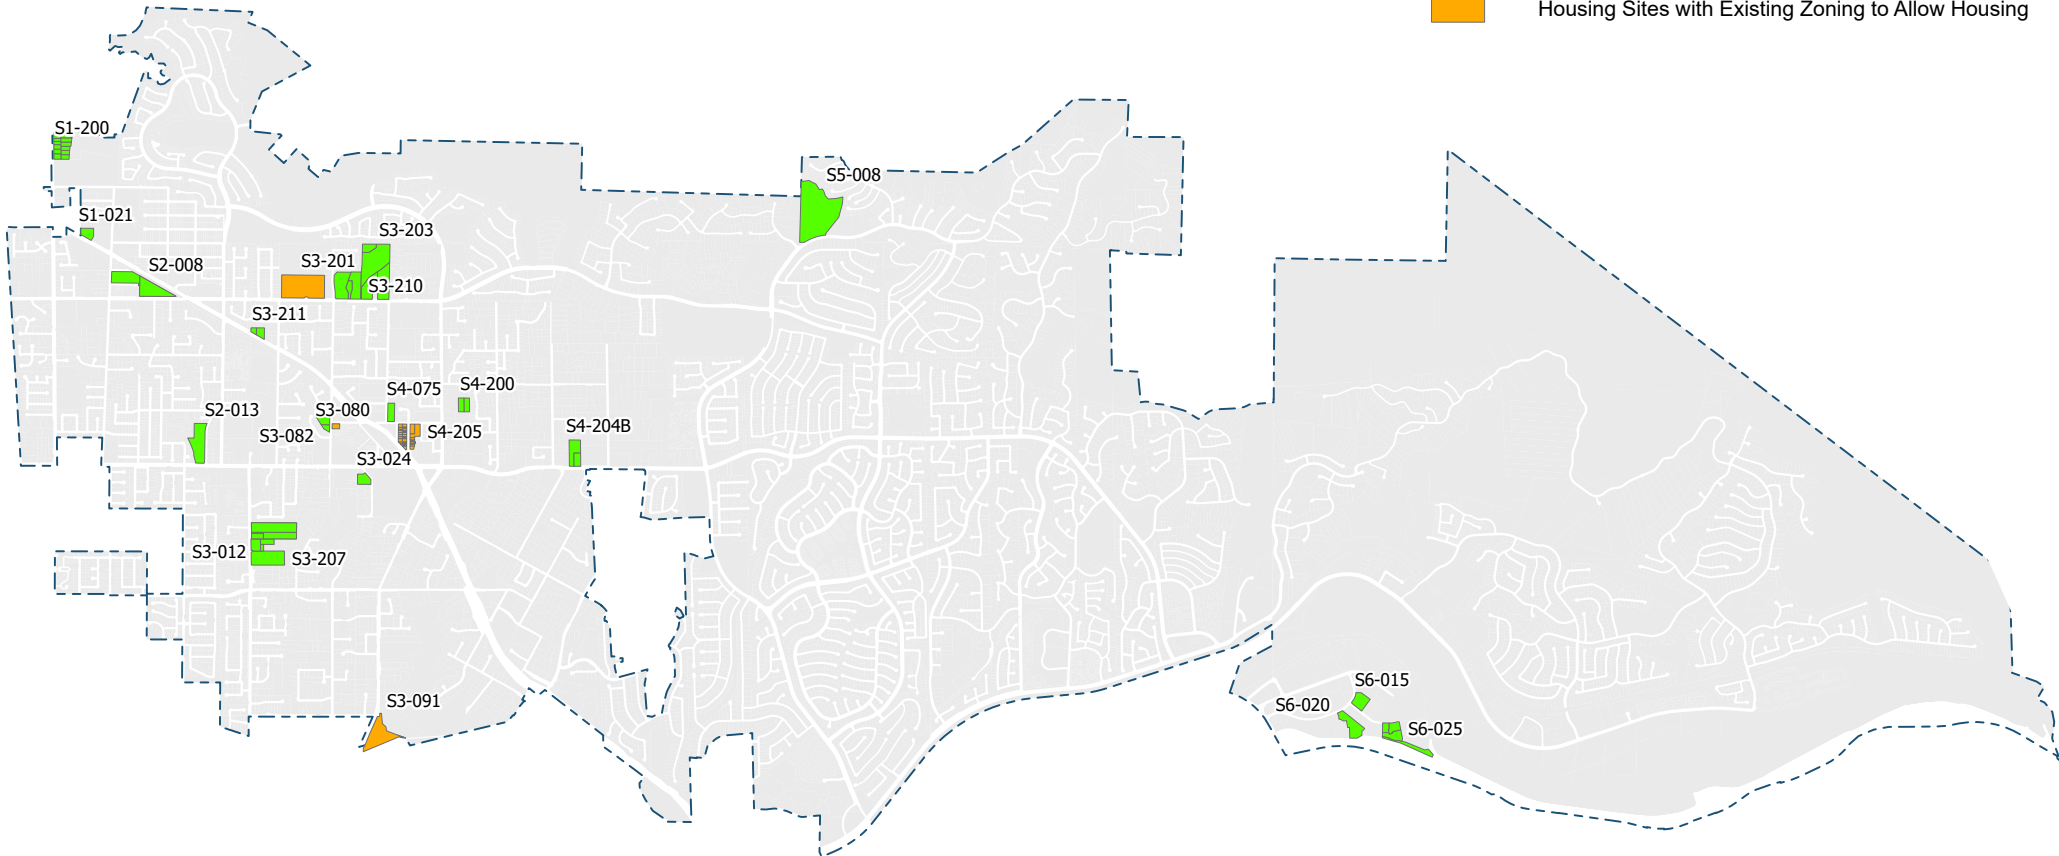 Housing Sites with Existing Zoning to Allow Housing
S1-200
S5-008
S1-021
S3-203
S2-008
S3-201
S3-210
S3-211
S4-075
S4-200
S2-013
S3-080
S4-204B
S3-082
S4-205
S3-024
S3-012
S3-207
S6-015
S3-091
S6-020
S6-025